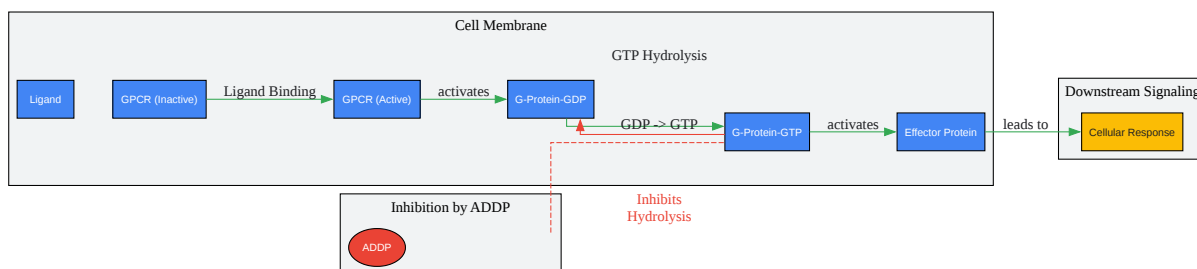 Cell Membrane
GTP Hydrolysis
Ligand
GPCR (Inactive)
Ligand Binding
GPCR (Active)
activates
G-Protein-GDP
GDP -> GTP
G-Protein-GTP
activates
Effector Protein
leads to
Downstream Signaling
Cellular Response
Inhibits
Hydrolysis
Inhibition by ADDP
ADDP